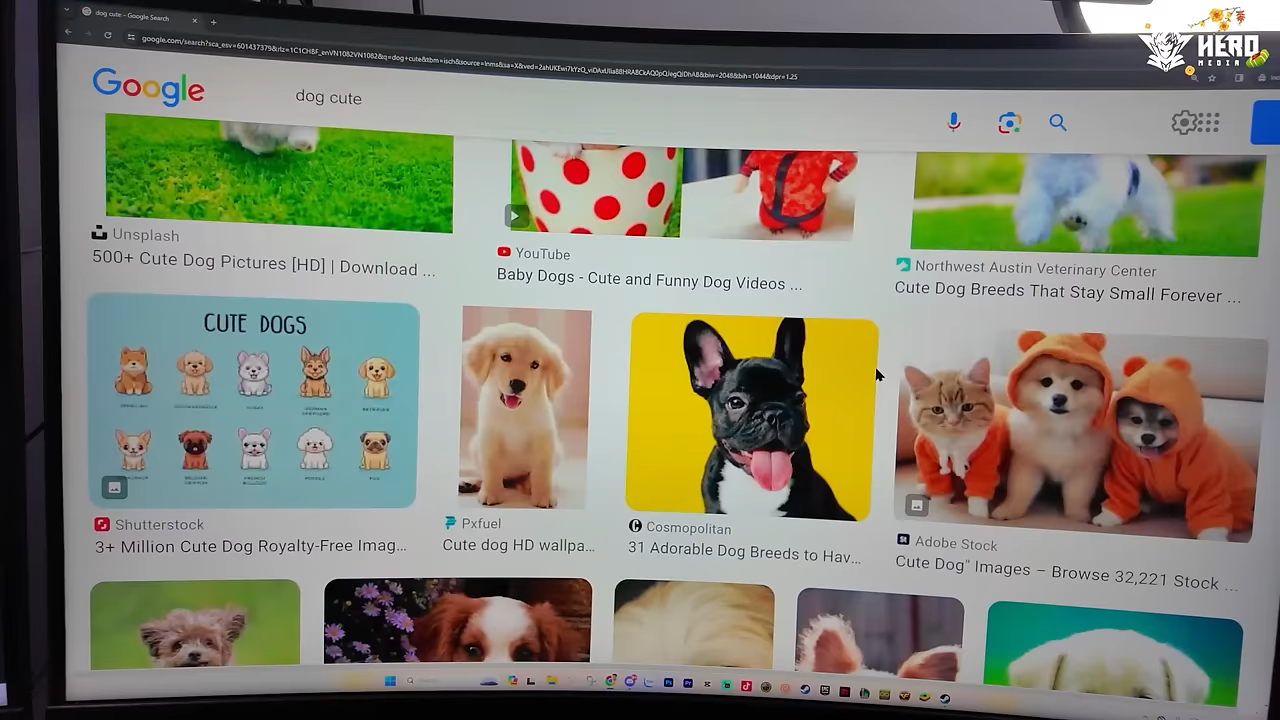 dog cute – Google Search
HERO
MEDIA
Google
dog cute
Unsplash
500+ Cute Dog Pictures [HD] | Download ...
YouTube
Baby Dogs - Cute and Funny Dog Videos ...
Northwest Austin Veterinary Center
Cute Dog Breeds That Stay Small Forever ...
CUTE DOGS
Shutterstock
3+ Million Cute Dog Royalty-Free Imag...
Pxfuel
Cute dog HD wallpa...
Cosmopolitan
31 Adorable Dog Breeds to Hav...
Adobe Stock
Cute Dog" Images – Browse 32,221 Stock ...